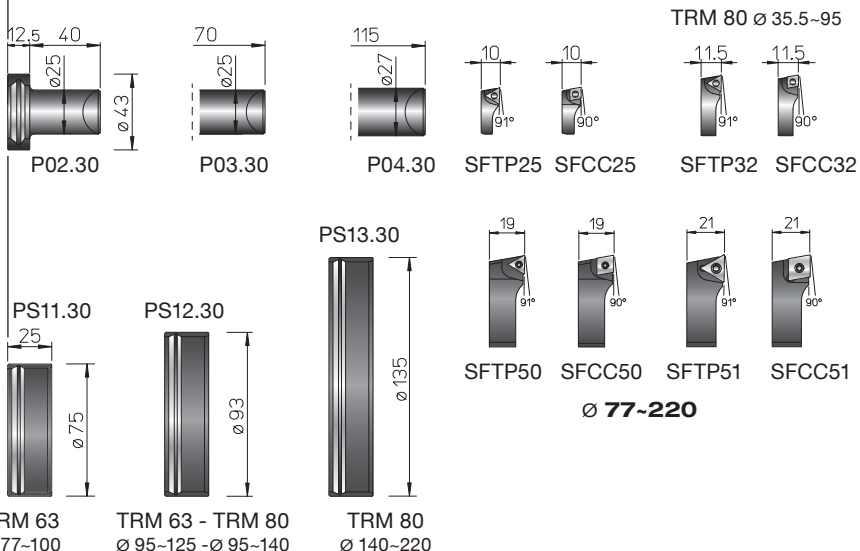 TRM 80 Ø 35.5~95
12.5 40 70 115 10 10 11.5 11.5
ø25 ø43 ø25 ø27
91° 90° 91° 90°
P02.30 P03.30 P04.30 SFTP25 SFCC25 SFTP32 SFCC32
19 19 21 21
PS13.30
PS11.30 PS12.30
91° 90° 91° 90°
25
SFTP50 SFCC50 SFTP51 SFCC51
ø75 ø93 ø135
Ø 77~220
RM 63 TRM 63 - TRM 80 TRM 80
77~100 Ø 95~125 -Ø 95~140 Ø 140~220